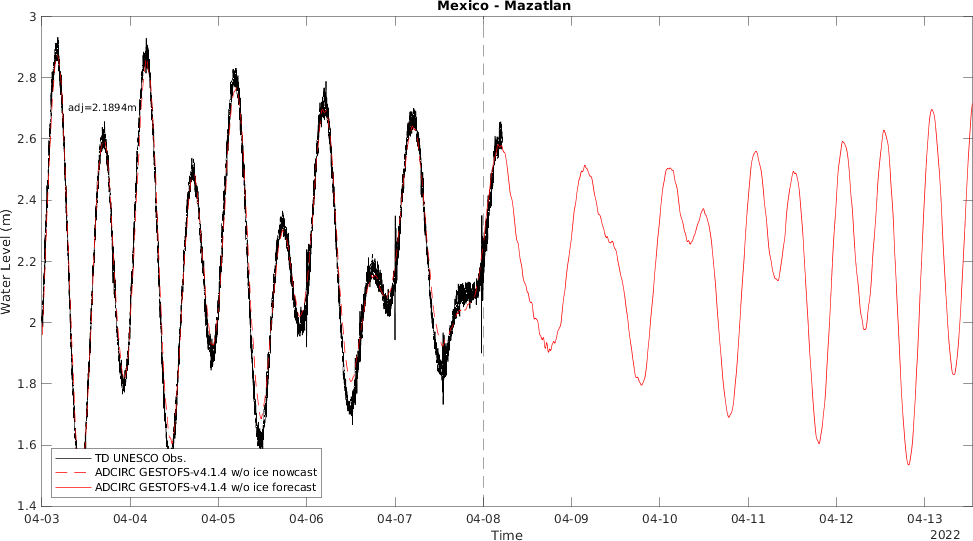 Mexico - Mazatlan
3
2.8
adj=2.1894m
2.6
2.4
2.2
2
1.8
1.6
1.4
Water Level (m)
TD UNESCO Obs.
ADCIRC GESTOFS-v4.1.4 w/o ice nowcast
ADCIRC GESTOFS-v4.1.4 w/o ice forecast
04-03 04-04 04-05 04-06 04-07 04-08 04-09 04-10 04-11 04-12 04-13
Time
2022